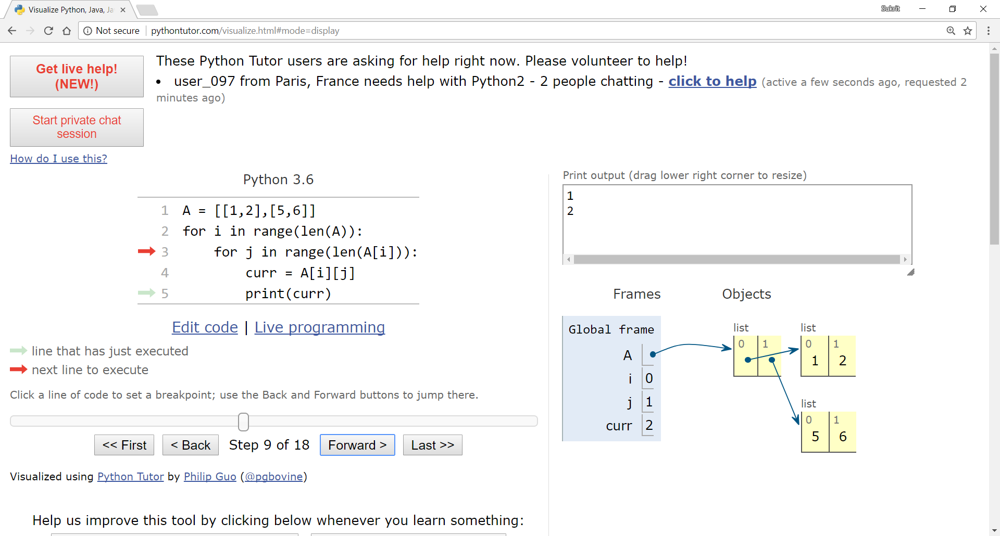 Visualize Python, Java, Ja
Sukrit
Not secure pythontutor.com/visualize.html#mode=display
Get live help!
(NEW!)
Start private chat
session
How do I use this?
These Python Tutor users are asking for help right now. Please volunteer to help!
• user_097 from Paris, France needs help with Python2 - 2 people chatting - click to help (active a few seconds ago, requested 2
minutes ago)
Python 3.6
1 A = [[1,2],[5,6]]
2 for i in range(len(A)):
3 for j in range(len(A[i])):
4 curr = A[i][j]
5 print(curr)
Edit code | Live programming
line that has just executed
next line to execute
Click a line of code to set a breakpoint; use the Back and Forward buttons to jump there.
<< First < Back Step 9 of 18 Forward > Last >>
Visualized using Python Tutor by Philip Guo (@pgbovine)
Help us improve this tool by clicking below whenever you learn something:
Print output (drag lower right corner to resize)
1
2
Frames Objects
Global frame
A
i 0
j 1
curr 2
list
0 1
list
0 1
1 2
list
0 1
5 6